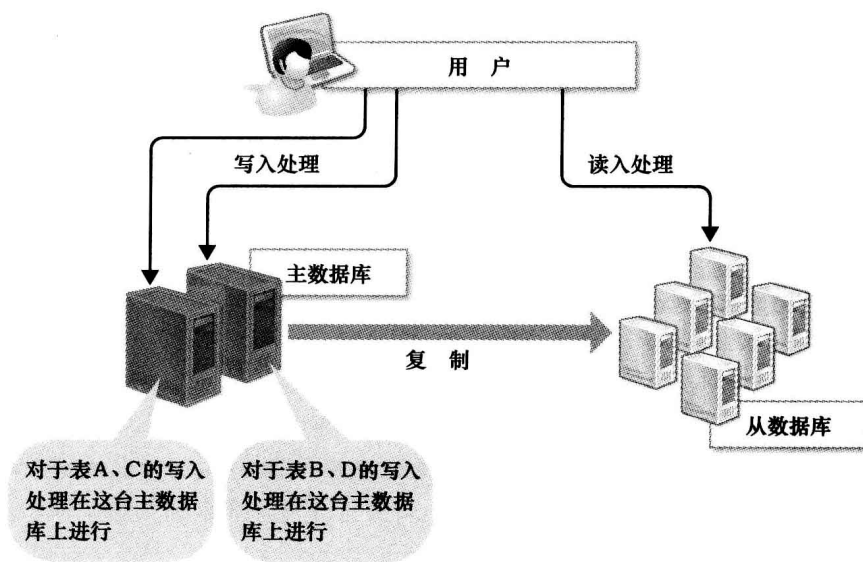 用 户
写入处理
读入处理
主数据库
复 制
从数据库
对于表A、C的写入
处理在这台主数据
库上进行
对于表B、D的写入
处理在这台主数据
库上进行